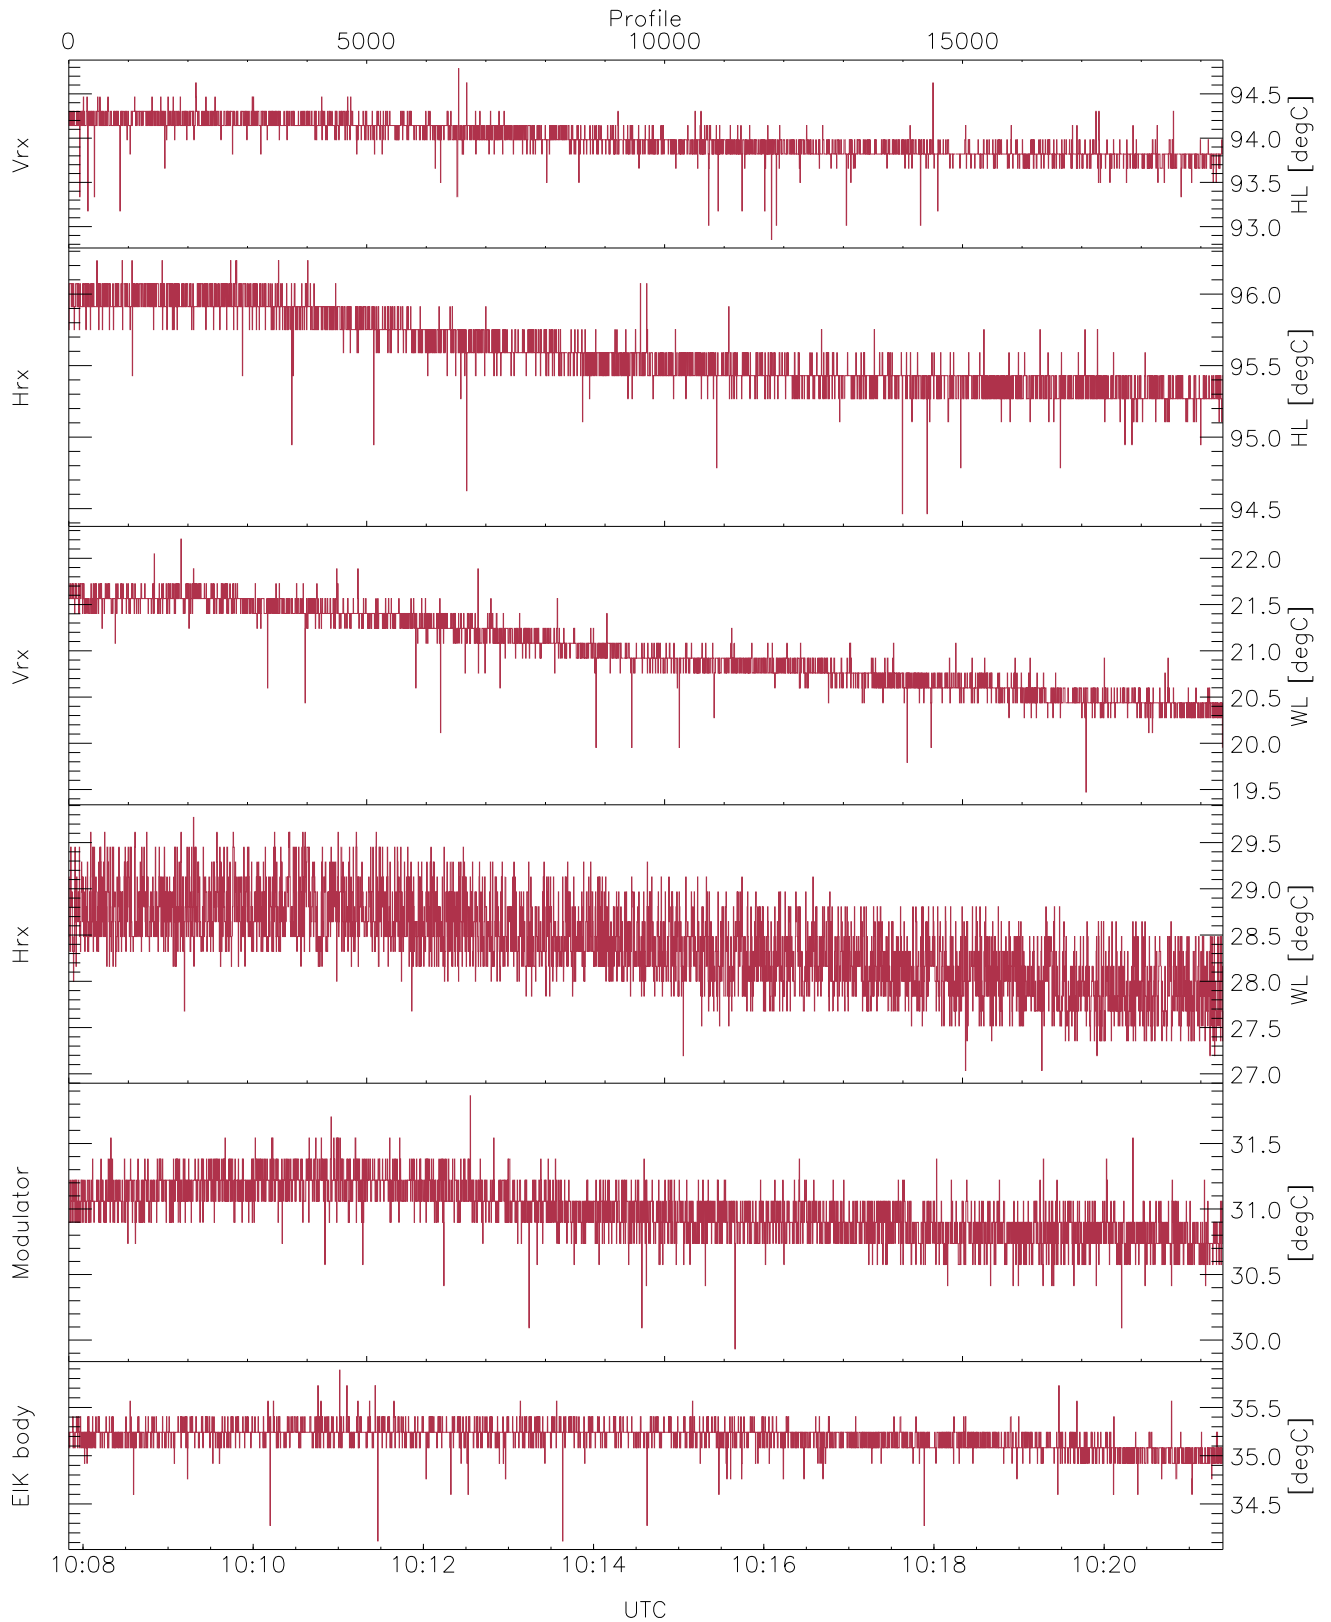 Profile
0 5000 10000 15000
Vrx
94.5
94.0
93.5
93.0
HL [degC]
Hrx
96.0
95.5
95.0
94.5
HL [degC]
Vrx
22.0
21.5
21.0
20.5
20.0
19.5
WL [degC]
Hrx
29.5
29.0
28.5
28.0
27.5
27.0
WL [degC]
Modulator
31.5
31.0
30.5
30.0
[degC]
EIK body
35.5
35.0
34.5
[degC]
10:08 10:10 10:12 10:14 10:16 10:18 10:20
UTC